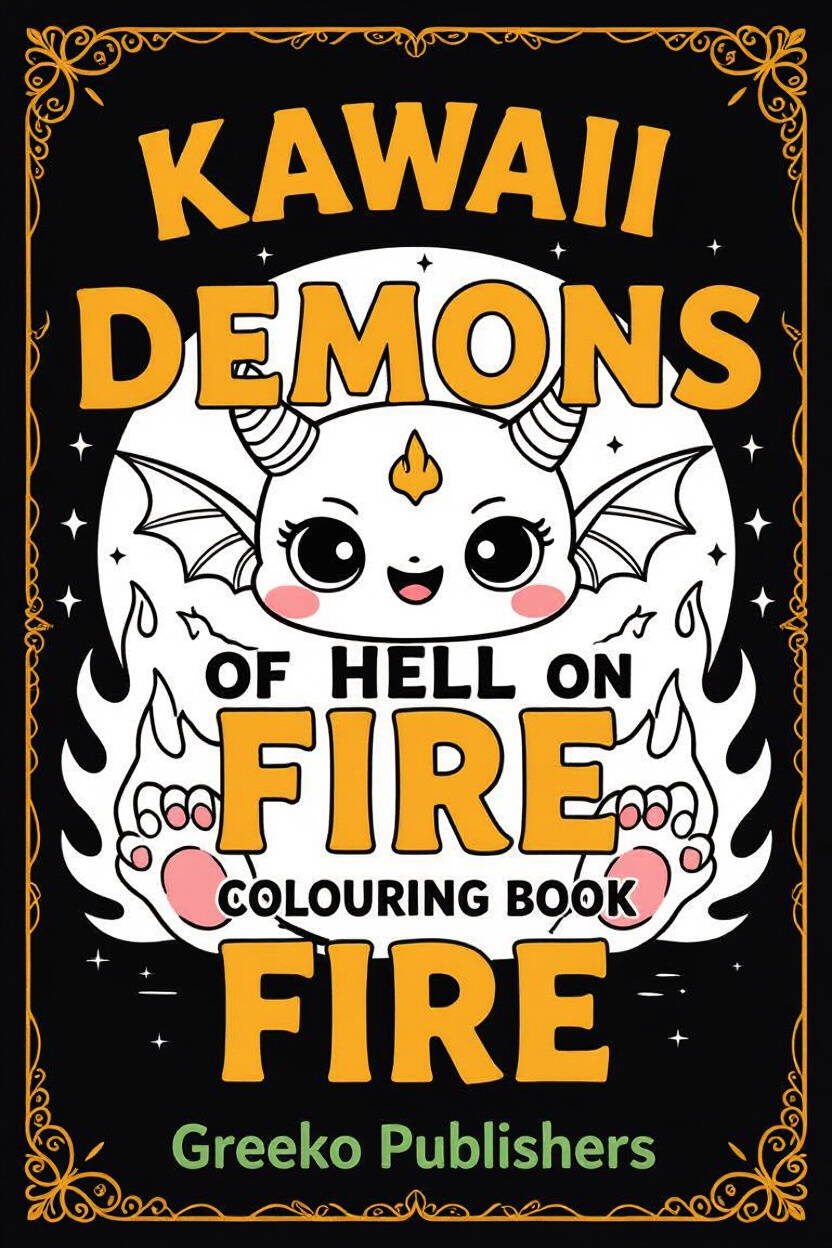 KAWAII
DEMONS
OF HELL ON
FIRE
COLOURING BOOK
FIRE
Greeko Publishers